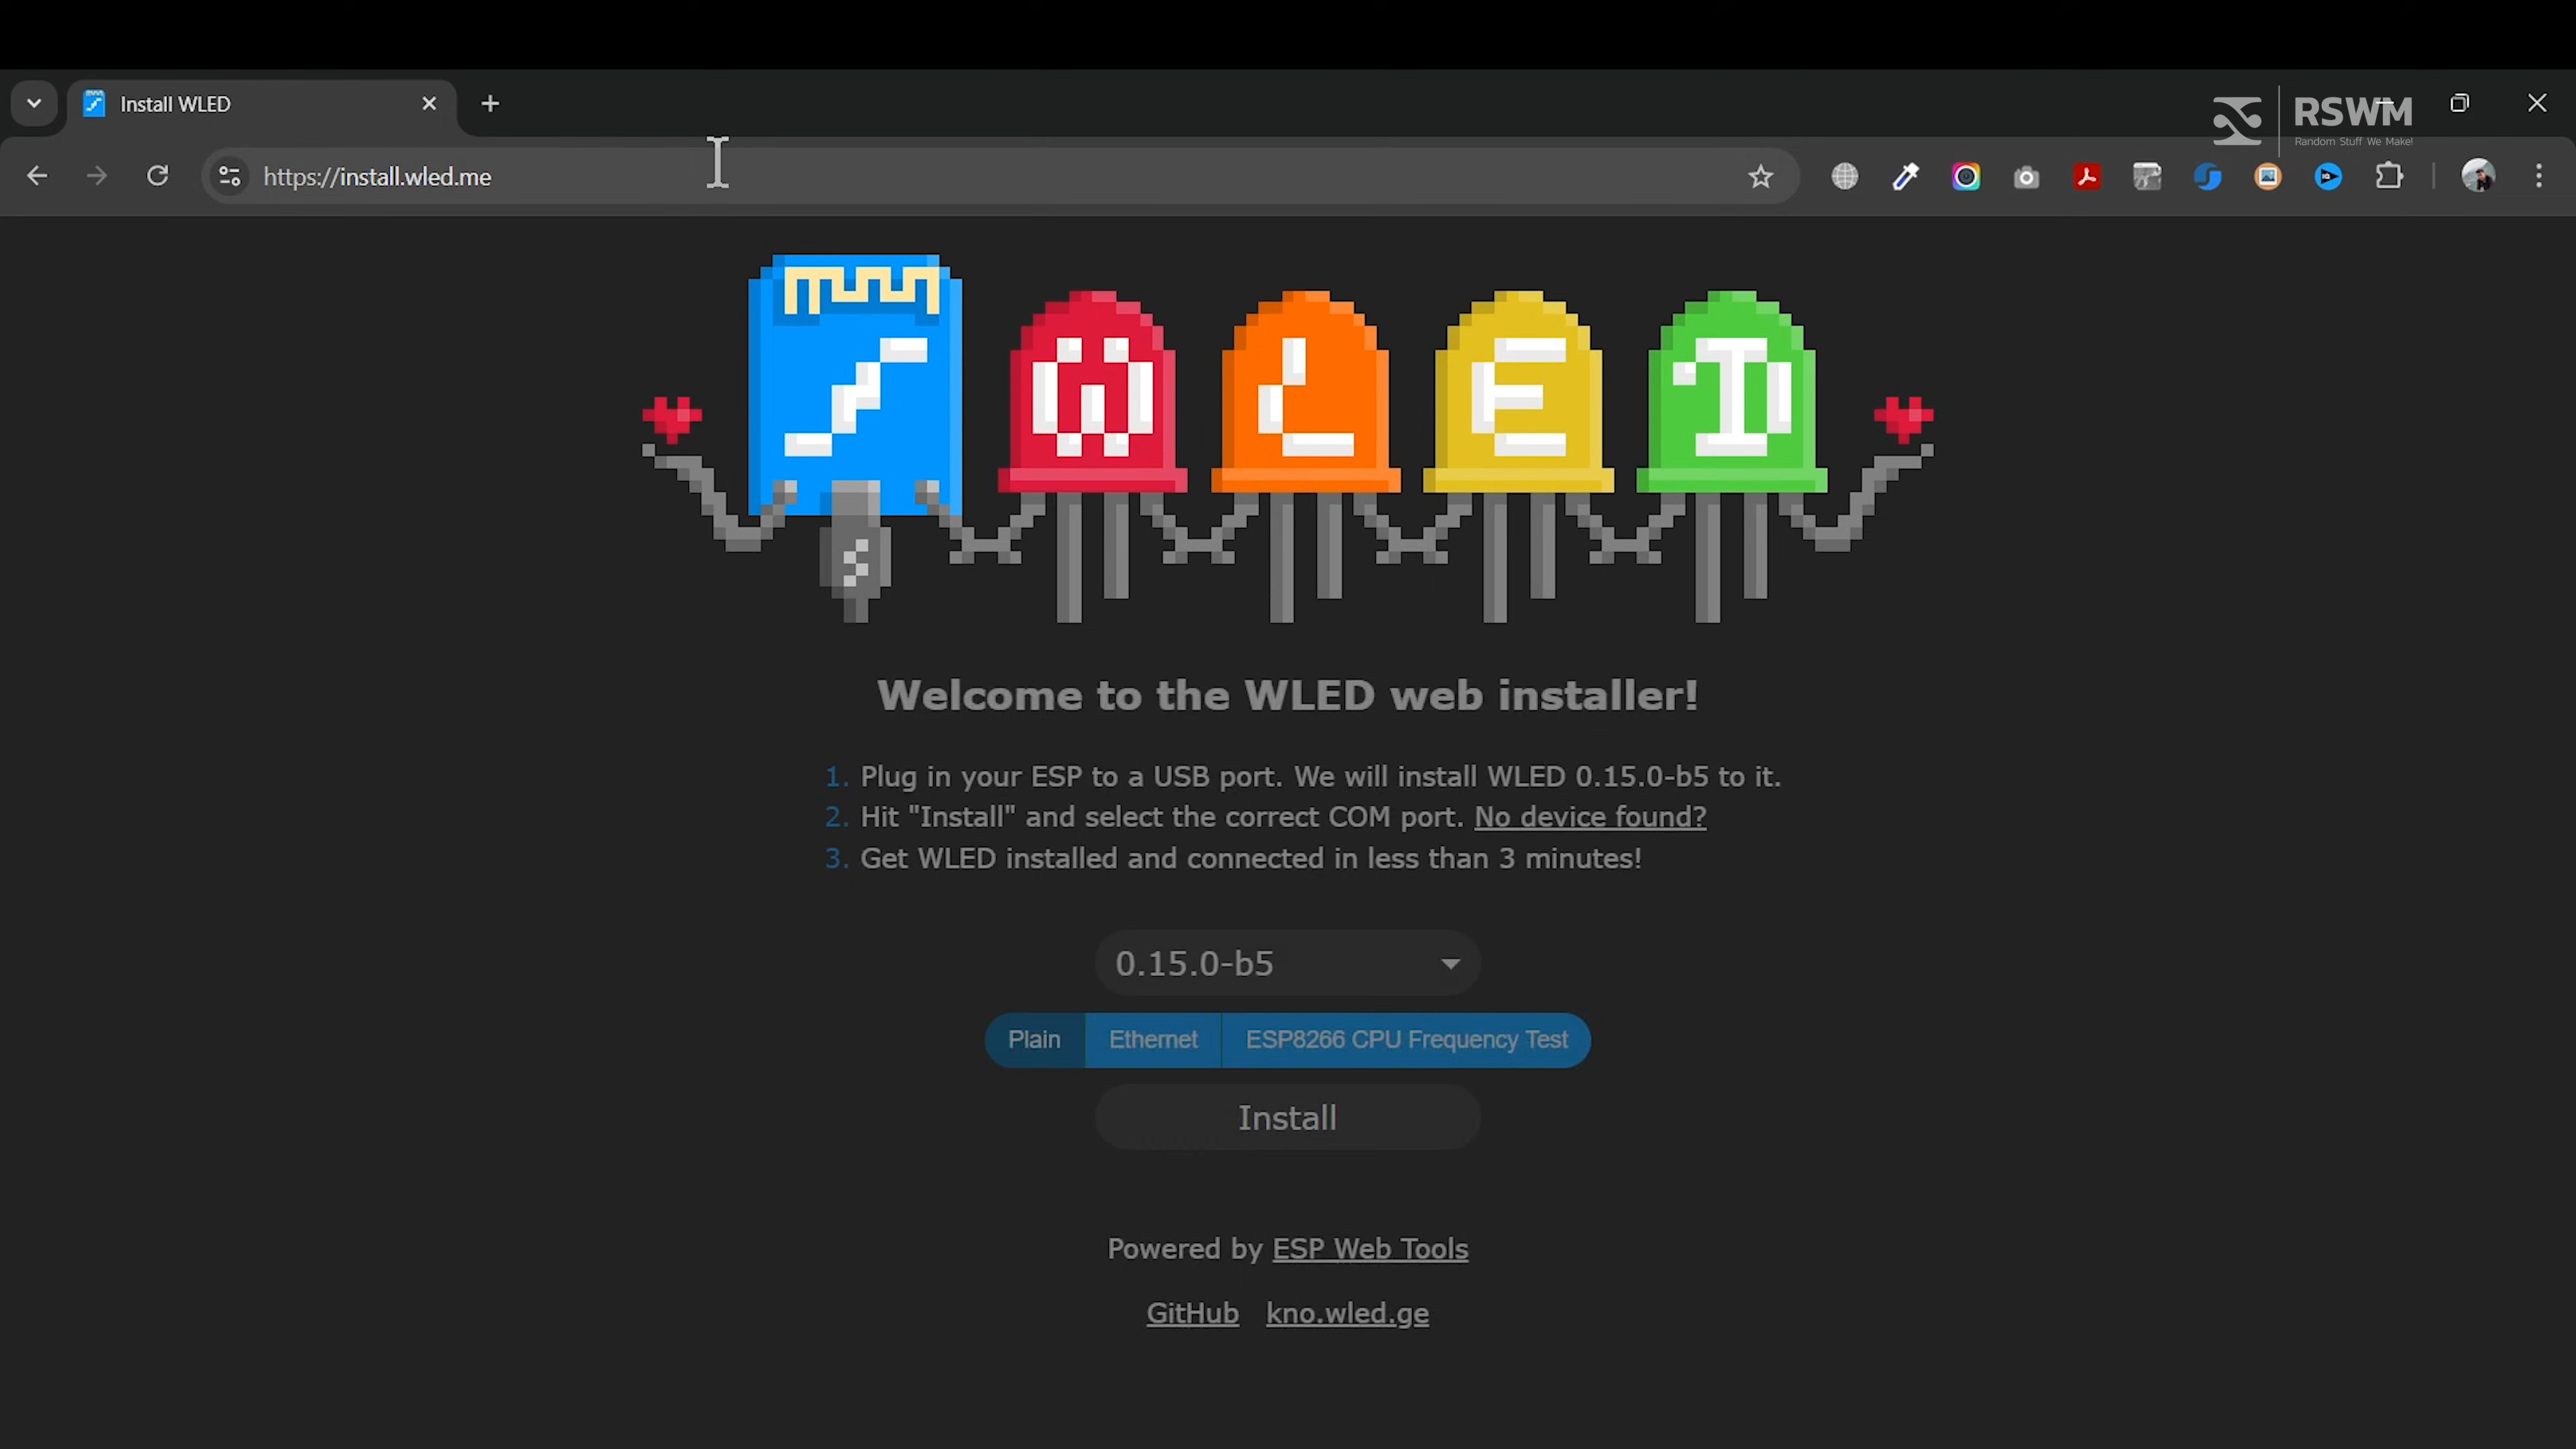 Install WLED
RSWM
Random Stuff We Make!
https://install.wled.me
WLED
Welcome to the WLED web installer!
1. Plug in your ESP to a USB port. We will install WLED 0.15.0-b5 to it.
2. Hit "Install" and select the correct COM port. No device found?
3. Get WLED installed and connected in less than 3 minutes!
0.15.0-b5
Plain Ethernet ESP8266 CPU Frequency Test
Install
Powered by ESP Web Tools
GitHub kno.wled.ge